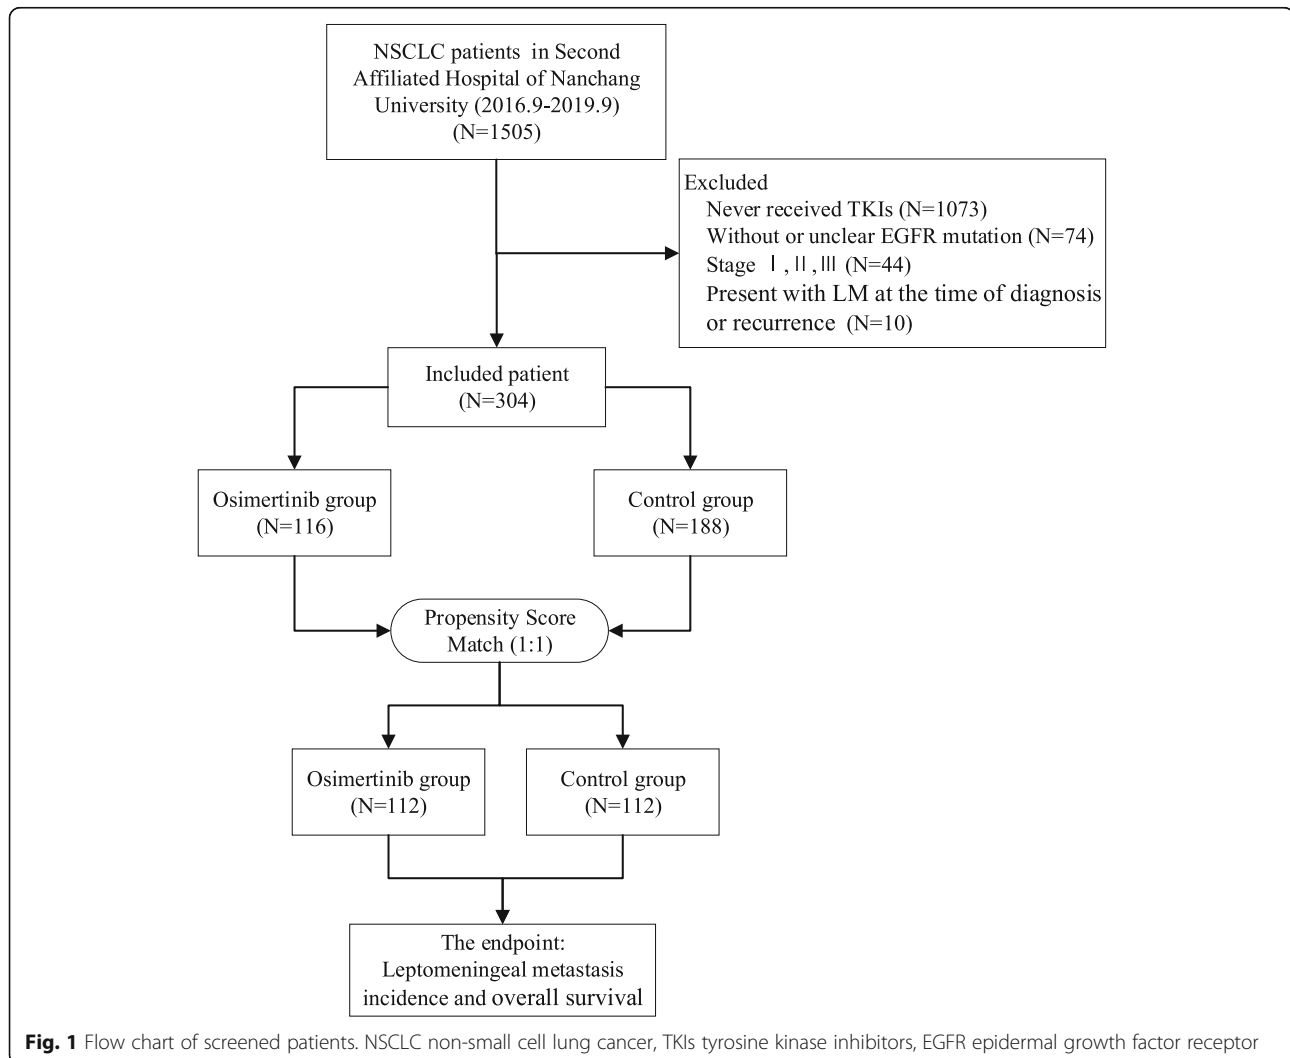 NSCLC patients in Second
Affiliated Hospital of Nanchang
University (2016.9-2019.9)
(N=1505)
Excluded
Never received TKIs (N=1073)
Without or unclear EGFR mutation (N=74)
Stage Ⅰ,Ⅱ,Ⅲ (N=44)
Present with LM at the time of diagnosis
or recurrence (N=10)
Included patient
(N=304)
Osimertinib group
(N=116)
Control group
(N=188)
Propensity Score
Match (1:1)
Osimertinib group
(N=112)
Control group
(N=112)
The endpoint:
Leptomeningeal metastasis
incidence and overall survival
Fig. 1 Flow chart of screened patients. NSCLC non-small cell lung cancer, TKIs tyrosine kinase inhibitors, EGFR epidermal growth factor receptor